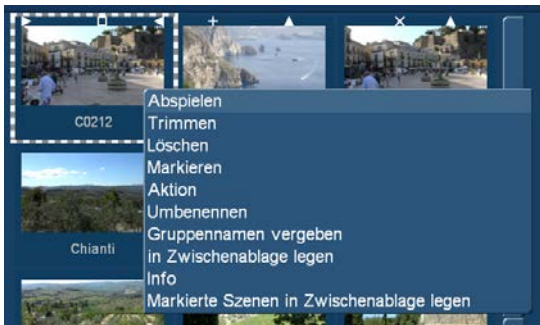 C0212
Abspielen
Trimmen
Löschen
Markieren
Aktion
Umbenennen
Gruppennamen vergeben
in Zwischenablage legen
Info
Markierte Szenen in Zwischenablage legen
Chianti